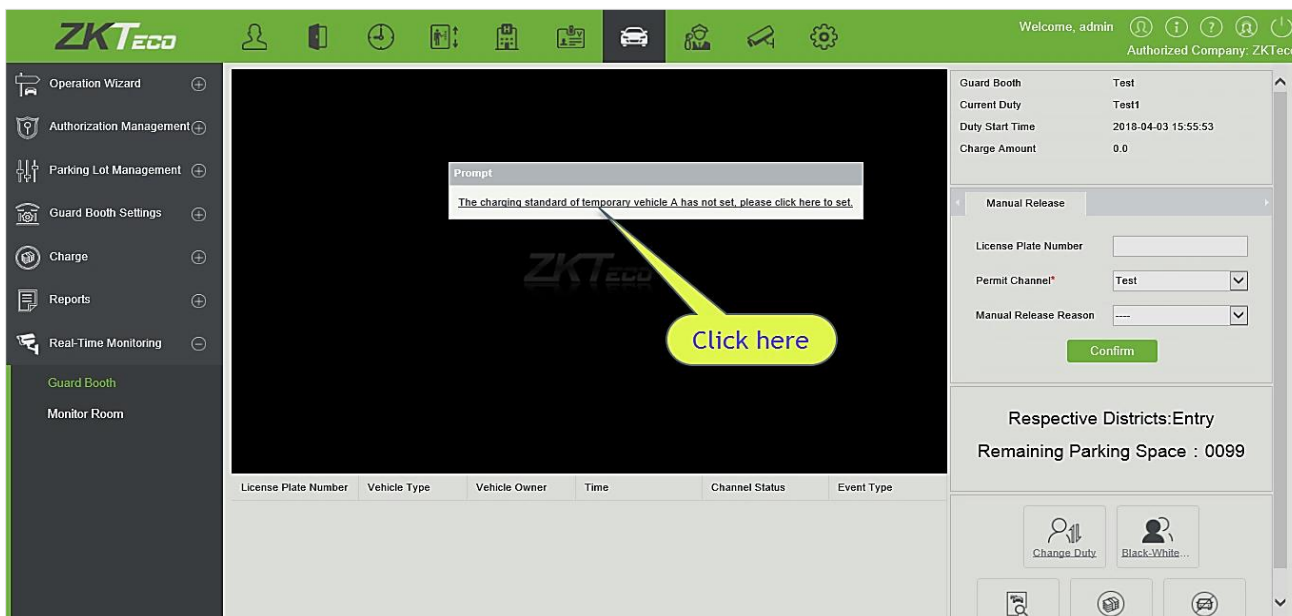 ZKTECO
Welcome, admin
Authorized Company: ZKTeco
Operation Wizard
Authorization Management
Parking Lot Management
Guard Booth Settings
Charge
Reports
Real-Time Monitoring
Guard Booth
Monitor Room
Prompt
The charging standard of temporary vehicle A has not set, please click here to set.
ZKTECO
Click here
License Plate Number Vehicle Type Vehicle Owner Time Channel Status Event Type
Guard Booth Test
Current Duty Test1
Duty Start Time 2018-04-03 15:55:53
Charge Amount 0.0
Manual Release
License Plate Number
Permit Channel* Test
Manual Release Reason ----
Confirm
Respective Districts:Entry
Remaining Parking Space : 0099
Change Duty Black-White...